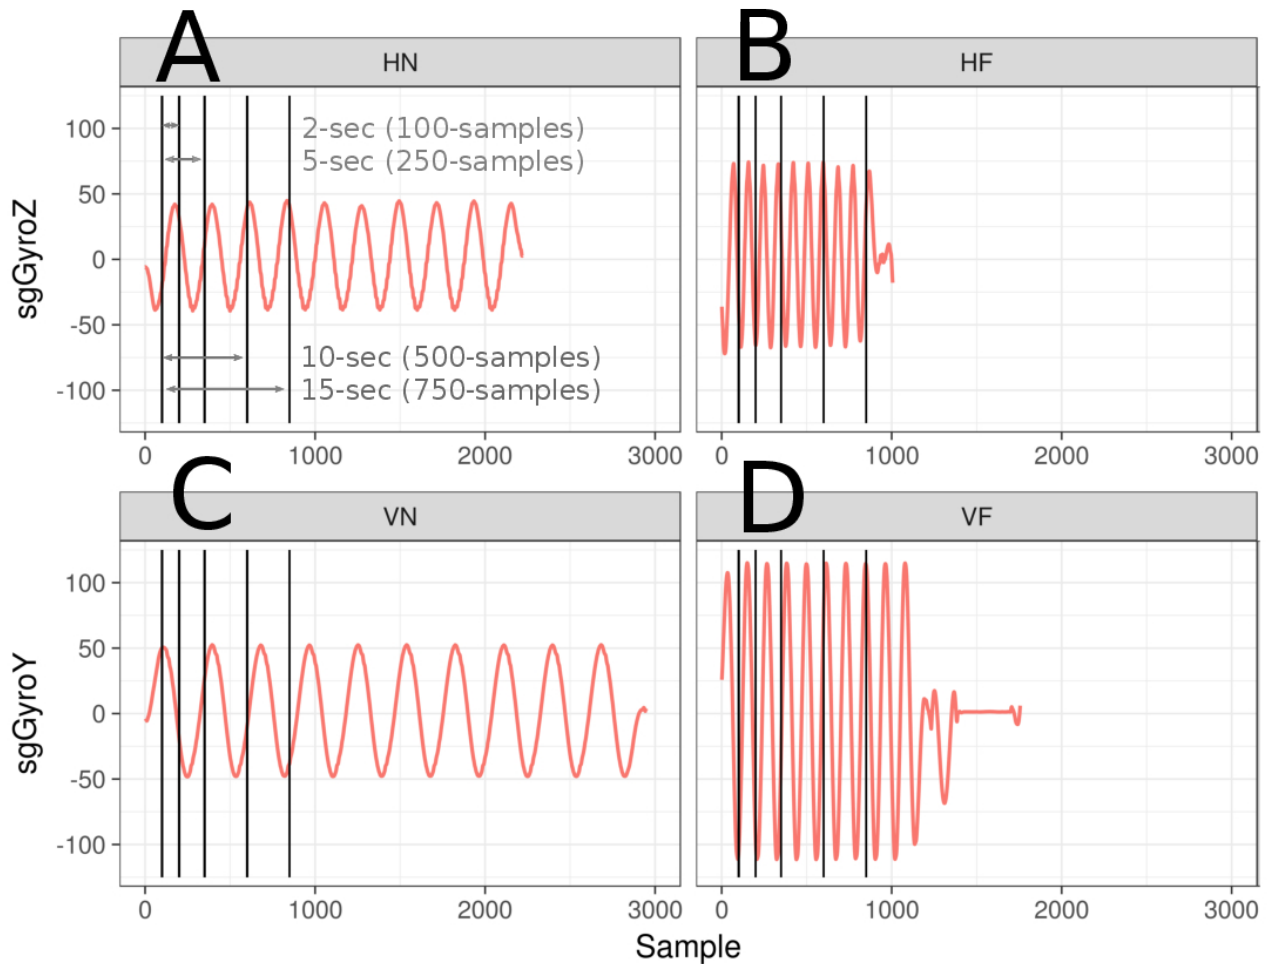 A
B
HN
HF
100
50
0
-50
-100
sgGyroZ
2-sec (100-samples)
5-sec (250-samples)
10-sec (500-samples)
15-sec (750-samples)
0 1000 2000 3000
0 1000 2000 3000
C
D
VN
VF
100
50
0
-50
-100
sgGyroY
0 1000 2000 3000
0 1000 2000 3000
Sample